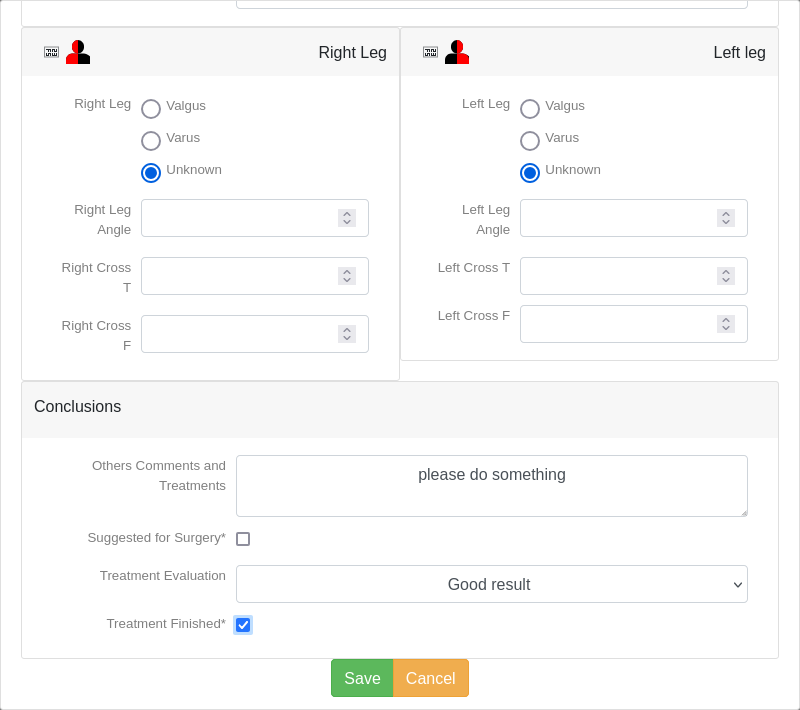 Right Leg
Left leg
Right Leg
Valgus
Varus
Unknown
Right Leg
Angle
Right Cross
T
Right Cross
F
Left Leg
Valgus
Varus
Unknown
Left Leg
Angle
Left Cross T
Left Cross F
Conclusions
Others Comments and
Treatments
please do something
Suggested for Surgery*
Treatment Evaluation
Good result
Treatment Finished*
Save
Cancel